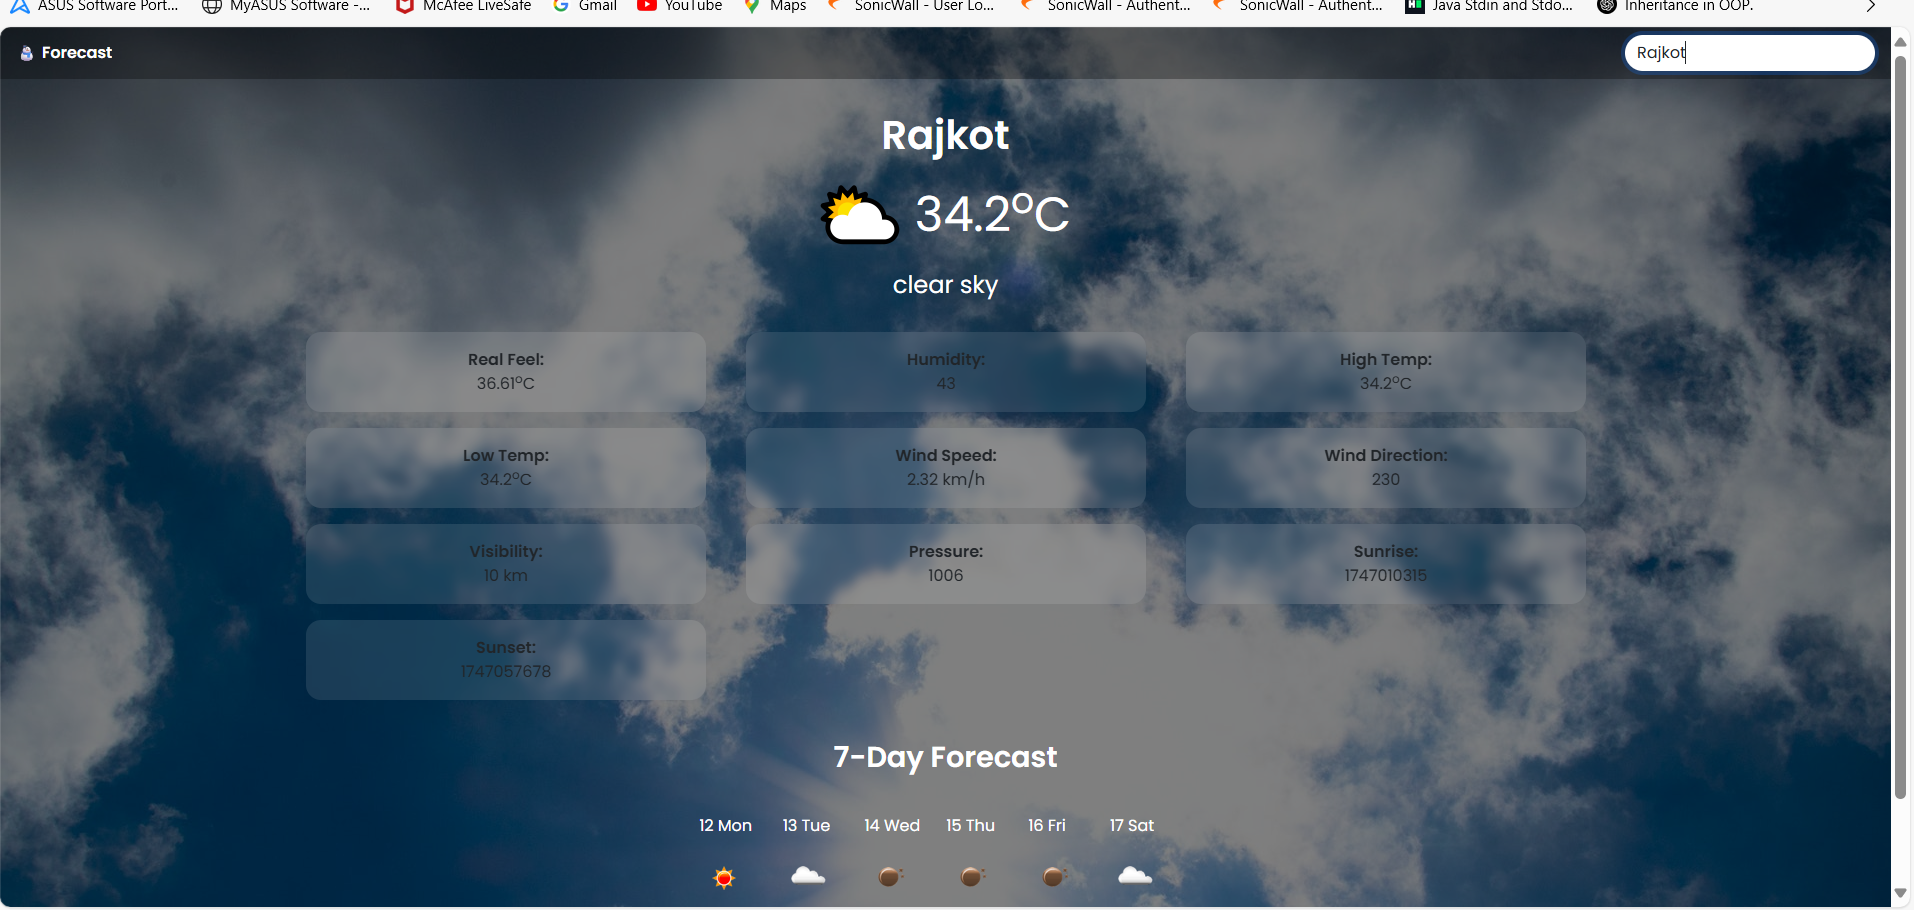 ASUS Software Port...
MyASUS Software -...
McAfee LiveSafe
Gmail
YouTube
Maps
SonicWall - User Lo...
SonicWall - Authent...
SonicWall - Authent...
Java Stdin and Stdo...
Inheritance in OOP.
Forecast
Rajkot
Rajkot
34.2°C
clear sky
Real Feel:
36.61°C
Humidity:
43
High Temp:
34.2°C
Low Temp:
34.2°C
Wind Speed:
2.32 km/h
Wind Direction:
230
Visibility:
10 km
Pressure:
1006
Sunrise:
1747010315
Sunset:
1747057678
7-Day Forecast
12 Mon
13 Tue
14 Wed
15 Thu
16 Fri
17 Sat